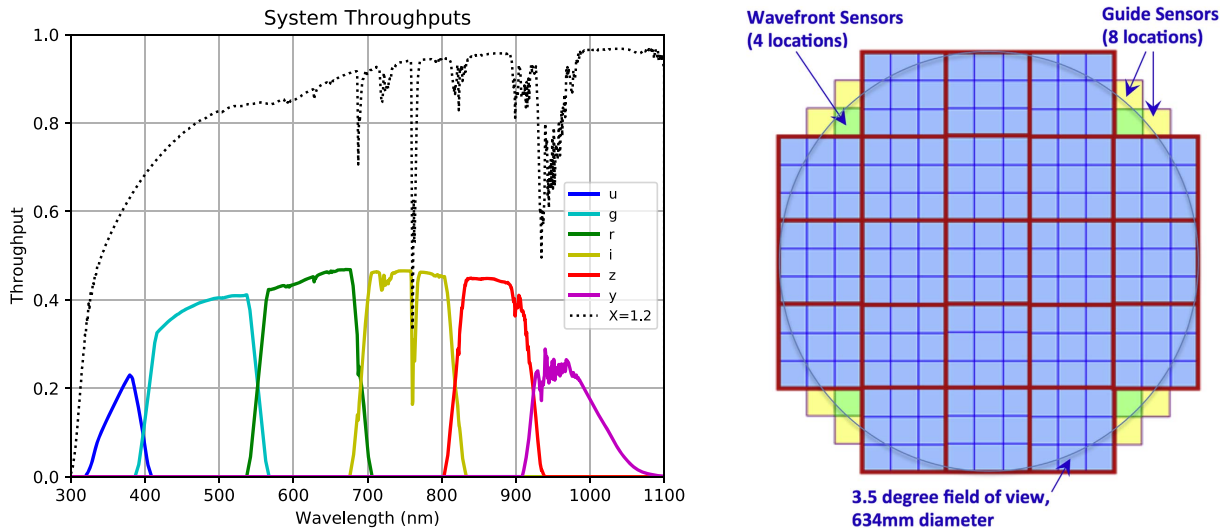 System Throughputs
1.0
0.8
0.6
0.4
0.2
0.0
Throughput
300 400 500 600 700 800 900 1000 1100
Wavelength (nm)
u
g
r
i
z
y
X=1.2
Wavefront Sensors
(4 locations)
Guide Sensors
(8 locations)
3.5 degree field of view,
634mm diameter